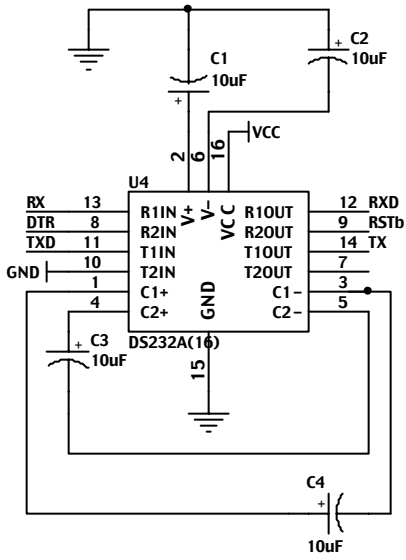 C1
10uF
+
C2
+
10uF
2
6
16
VCC
U4
V+
V-
VCC
RX 13 R1IN R1OUT 12 RXD
DTR 8 R2IN R2OUT 9 RSTb
TXD 11 T1IN T1OUT 14 TX
GND 10 T2IN T2OUT 7
1 C1+ C1- 3
4 C2+ C2- 5
GND
C3
+
10uF
DS232A(16)
15
C4
+
10uF